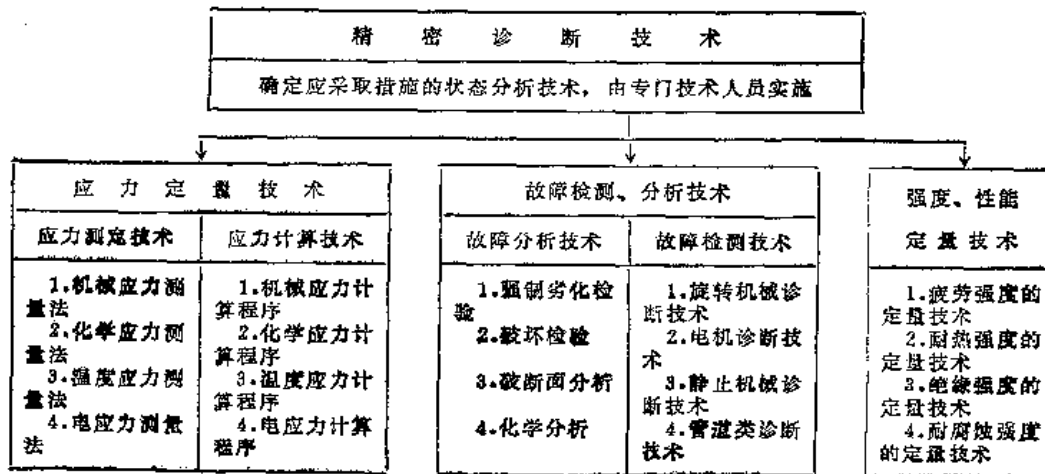 精密诊断技术
确定应采取措施的状态分析技术，由专门技术人员实施
应力定量技术
应力测定技术
1.机械应力测
量法
2.化学应力测
量法
3.温度应力测
量法
4.电应力测量
法
应力计算技术
1.机械应力计
算程序
2.化学应力计
算程序
3.温度应力计
算程序
4.电应力计算
程序
故障检测、分析技术
故障分析技术
1.强制劣化检
验
2.破坏检验
3.破断面分析
4.化学分析
故障检测技术
1.旋转机械诊
断技术
2.电机诊断技
术
3.静止机械诊
断技术
4.管道类诊断
技术
强度、性能
定量技术
1.疲劳强度的
定量技术
2.耐热强度的
定量技术
3.绝缘强度的
定量技术
4.耐腐蚀强度
的定量技术